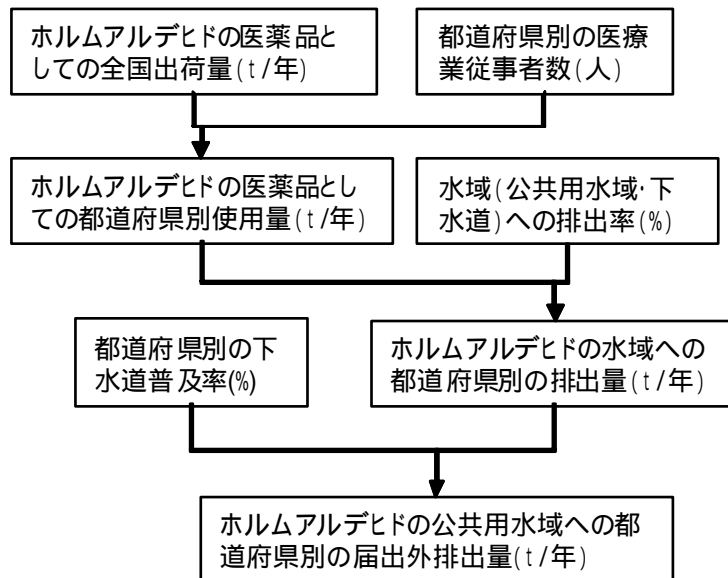 ホルムアルデヒドの医薬品と
しての全国出荷量(t/年)
都道府県別の医療
業従事者数(人)
ホルムアルデヒドの医薬品とし
ての都道府県別使用量(t/年)
水域(公共用水域･下
水道)への排出率(%)
都道府県別の下
水道普及率(%)
ホルムアルデヒドの水域への
都道府県別の排出量(t/年)
ホルムアルデヒドの公共用水域への都
道府県別の届出外排出量(t/年)